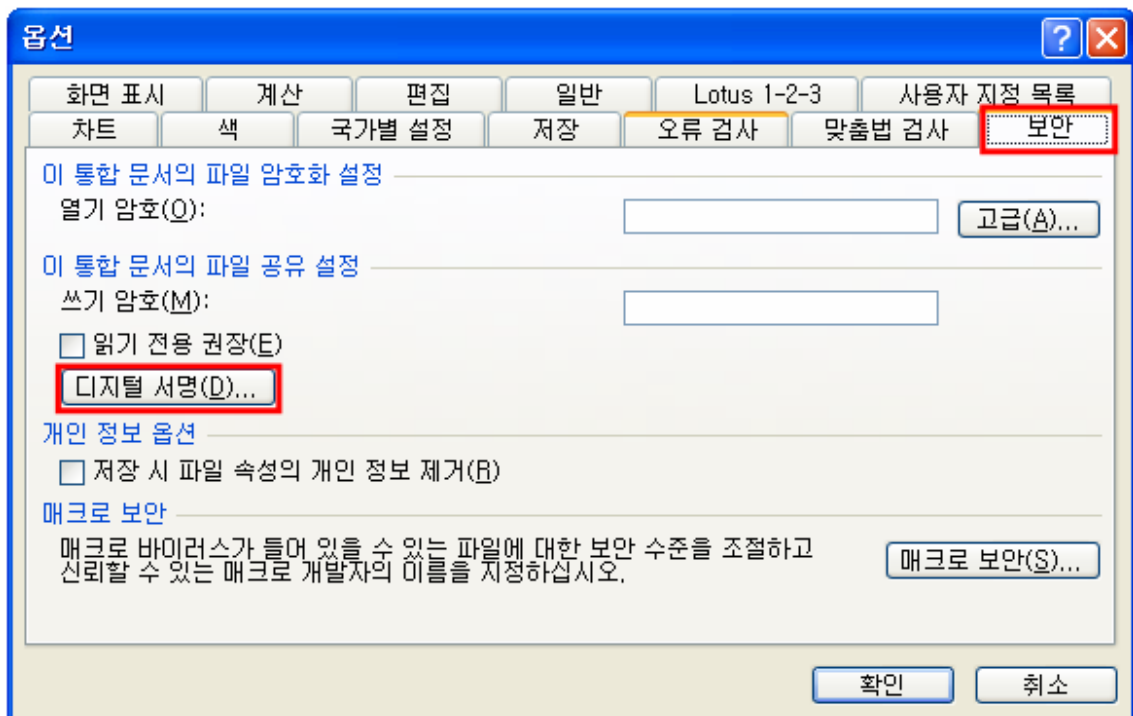 옵션
화면 표시 계산 편집 일반 Lotus 1-2-3 사용자 지정 목록
차트 색 국가별 설정 저장 오류 검사 맞춤법 검사 보안
이 통합 문서의 파일 암호화 설정
열기 암호(O):
고급(A)...
이 통합 문서의 파일 공유 설정
쓰기 암호(M):
읽기 전용 권장(E)
디지털 서명(D)...
개인 정보 옵션
저장 시 파일 속성의 개인 정보 제거(R)
매크로 보안
매크로 바이러스가 들어 있을 수 있는 파일에 대한 보안 수준을 조절하고
신뢰할 수 있는 매크로 개발자의 이름을 지정하십시오.
매크로 보안(S)...
확인 취소